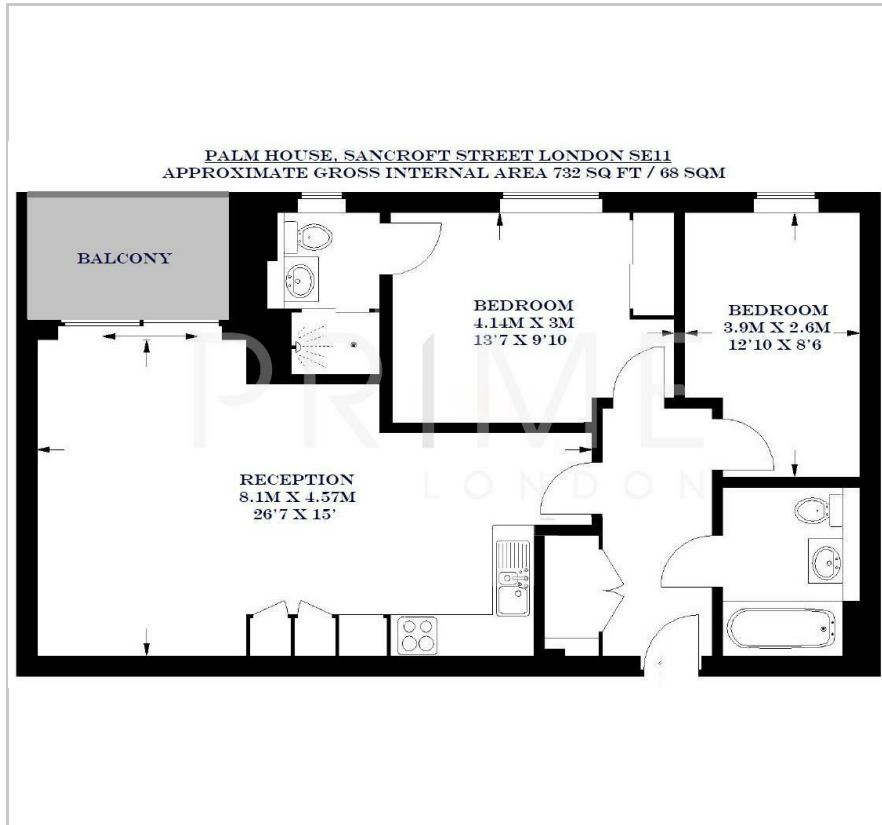 PALM HOUSE, SANCROFT STREET LONDON SE11
APPROXIMATE GROSS INTERNAL AREA 732 SQ FT / 68 SQM
BALCONY
BEDROOM
4.14M X 3M
13'7 X 9'10
BEDROOM
3.9M X 2.6M
12'10 X 8'6
PRIME
LONDON
RECEPTION
8.1M X 4.57M
26'7 X 15'